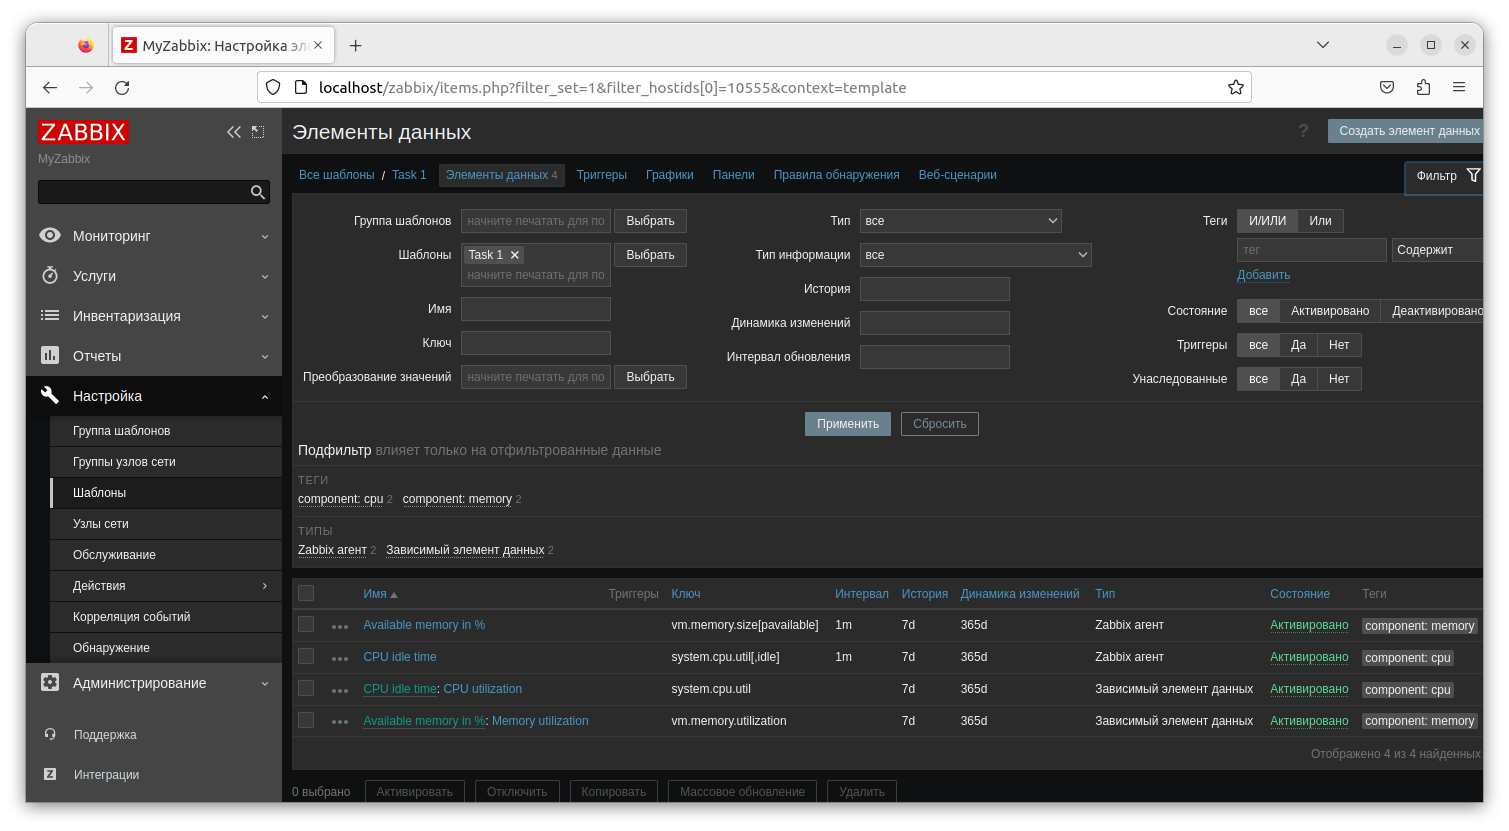 MyZabbix: Настройка эле
localhost/zabbix/items.php?filter_set=1&filter_hostids[0]=10555&context=template
ZABBIX
MyZabbix
Мониторинг
Услуги
Инвентаризация
Отчеты
Настройка
Группа шаблонов
Группы узлов сети
Шаблоны
Узлы сети
Обслуживание
Действия
Корреляция событий
Обнаружение
Администрирование
Поддержка
Интеграции
Элементы данных
? Создать элемент данных
Все шаблоны / Task 1 Элементы данных 4 Триггеры Графики Панели Правила обнаружения Веб-сценарии
Фильтр
Группа шаблонов начните печатать для по Выбрать
Шаблоны Task 1 Выбрать
начните печатать для по
Имя
Ключ
Преобразование значений начните печатать для по Выбрать
Тип все
Тип информации все
История
Динамика изменений
Интервал обновления
Теги И/ИЛИ Или
тег Содержит
Добавить
Состояние все Активировано Деактивировано
Триггеры все Да Нет
Унаследованные все Да Нет
Применить Сбросить
Подфильтр влияет только на отфильтрованные данные
ТЕГИ
component: cpu 2 component: memory 2
ТИПЫ
Zabbix агент 2 Зависимый элемент данных 2
Имя Триггеры Ключ Интервал История Динамика изменений Тип Состояние Теги
Available memory in % vm.memory.size[pavailable] 1m 7d 365d Zabbix агент Активировано component: memory
CPU idle time system.cpu.util[,idle] 1m 7d 365d Zabbix агент Активировано component: cpu
CPU idle time: CPU utilization system.cpu.util 7d 365d Зависимый элемент данных Активировано component: cpu
Available memory in %: Memory utilization vm.memory.utilization 7d 365d Зависимый элемент данных Активировано component: memory
Отображено 4 из 4 найденных
0 выбрано Активировать Отключить Копировать Массовое обновление Удалить